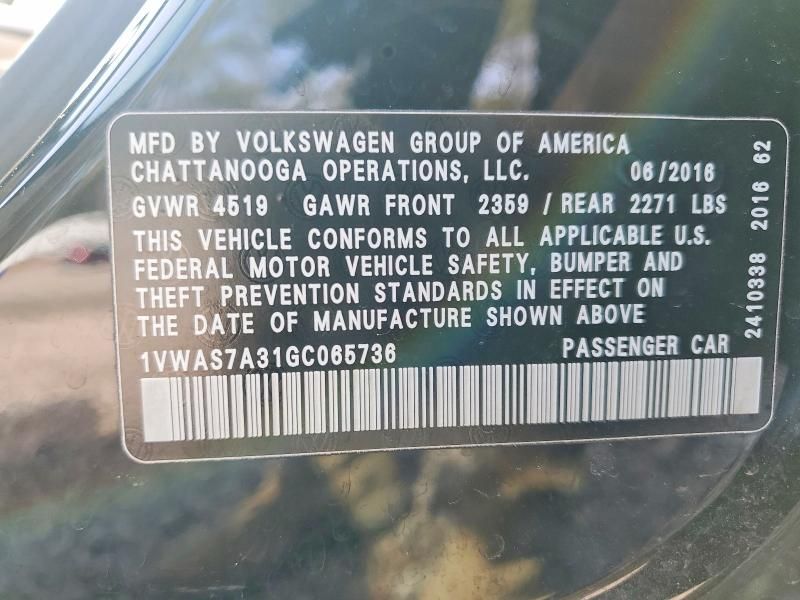 MFD BY VOLKSWAGEN GROUP OF AMERICA
CHATTANOOGA OPERATIONS, LLC. 06/2016
GVWR 4519 GAWR FRONT 2359 / REAR 2271 LBS
THIS VEHICLE CONFORMS TO ALL APPLICABLE U.S.
FEDERAL MOTOR VEHICLE SAFETY, BUMPER AND
THEFT PREVENTION STANDARDS IN EFFECT ON
THE DATE OF MANUFACTURE SHOWN ABOVE
1VWAS7A31GC065736 PASSENGER CAR
2410338 2016 62